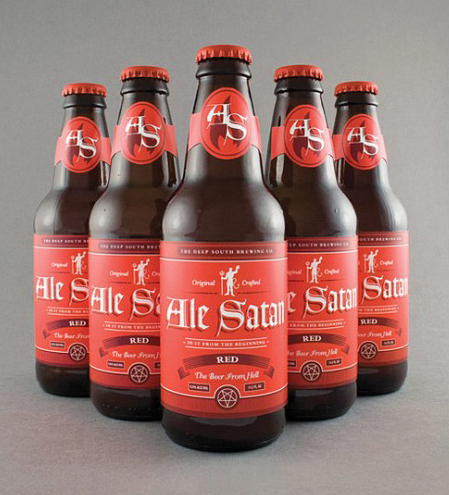 AS
THE DEEP SOUTH BREWING CO.
Original Crafted
Ale Satan
IN IT FROM THE BEGINNING
RED
The Beer From Hell